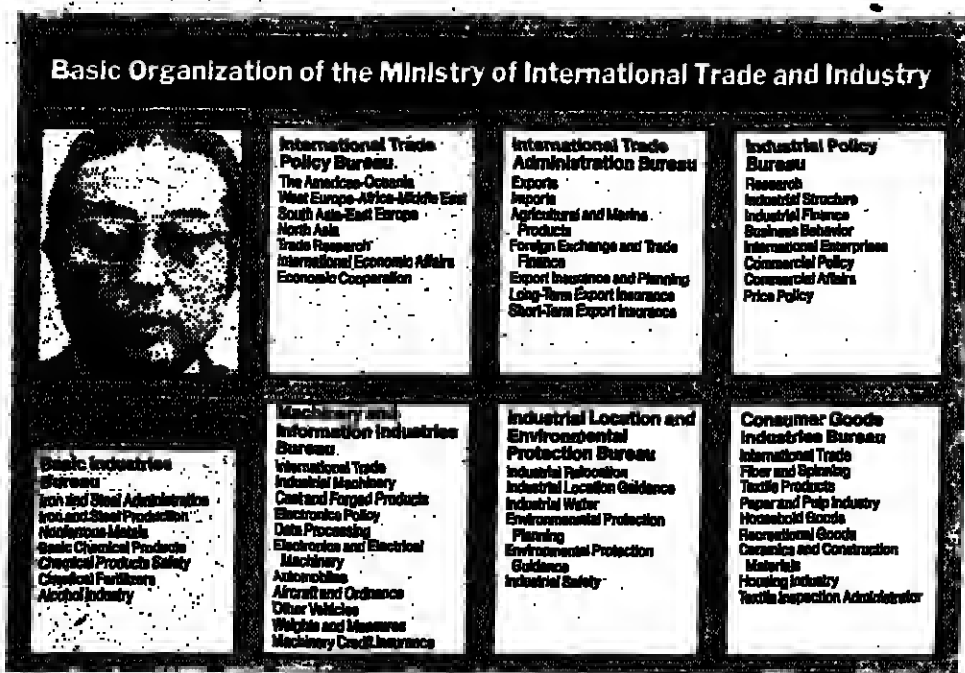 Basic Organization of the Ministry of International Trade and Industry
International Trade
Policy Bureau
The Americas-Oceania
West Europe-Africa-Middle East
South Asia-East Europe
North Asia
Trade Research
International Economic Affairs
Economic Cooperation
International Trade
Administration Bureau
Exports
Imports
Agricultural and Marine
Products
Foreign Exchange and Trade
Finance
Export Insurance and Planning
Long-Term Export Insurance
Short-Term Export Insurance
Industrial Policy
Bureau
Research
Industrial Structure
Industrial Finance
Business Behavior
International Enterprises
Commercial Policy
Commercial Affairs
Price Policy
Basic Industries
Bureau
Iron and Steel Administration
Iron and Steel Production
Nonferrous Metals
Basic Chemical Products
Chemical Products Safety
Chemical Fertilizers
Alcohol Industry
Machinery and
Information Industries
Bureau
International Trade
Industrial Machinery
Cast and Forged Products
Electronics Policy
Data Processing
Electronics and Electrical
Machinery
Automobiles
Aircraft and Ordnance
Other Vehicles
Weights and Measures
Machinery Credit Insurance
Industrial Location and
Environmental
Protection Bureau
Industrial Relocation
Industrial Location Guidance
Industrial Water
Environmental Protection
Planning
Environmental Protection
Guidance
Industrial Safety
Consumer Goods
Industries Bureau
International Trade
Fiber and Spinning
Textile Products
Paper and Pulp Industry
Household Goods
Recreational Goods
Ceramics and Construction
Materials
Housing Industry
Textile Inspection Administrator